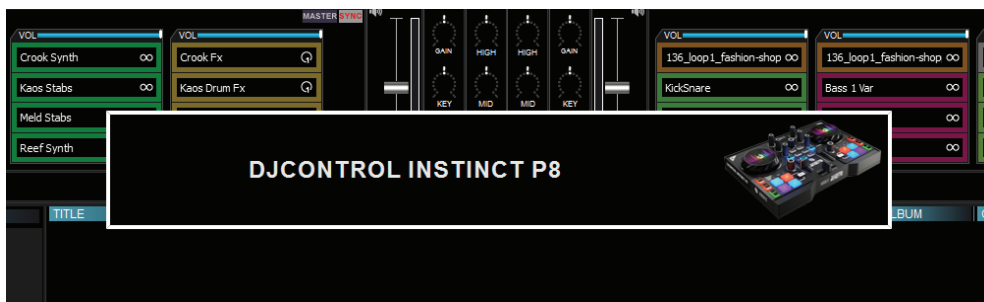 MASTER SYNC
VOL VOL VOL VOL
Crook Synth Crook Fx GAIN HIGH HIGH GAIN 136_loop1_fashion-shop 136_loop1_fashion-shop
Kaos Stabs Kaos Drum Fx KickSnare Bass 1 Var
KEY MID MID KEY
Meld Stabs
Reef Synth
DJCONTROL INSTINCT P8
TITLE LBUM